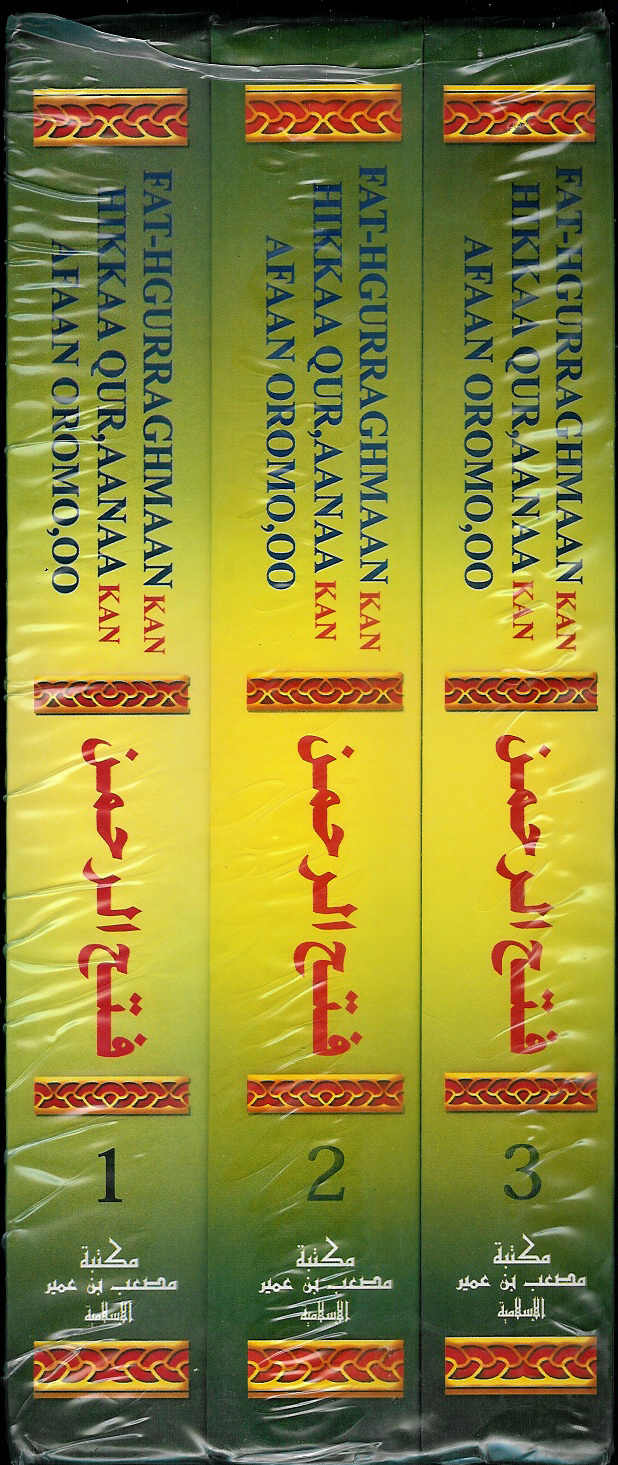 FAT-HGURRAGHMAAN KAN
HIKKAA QUR,AANAA KAN
AFAAN OROMO,OO
فتح الرحمن
1
مكتبة
مصعب بن عمير
الإسلامية
FAT-HGURRAGHMAAN KAN
HIKKAA QUR,AANAA KAN
AFAAN OROMO,OO
فتح الرحمن
2
مكتبة
مصعب بن عمير
الإسلامية
FAT-HGURRAGHMAAN KAN
HIKKAA QUR,AANAA KAN
AFAAN OROMO,OO
فتح الرحمن
3
مكتبة
مصعب بن عمير
الإسلامية